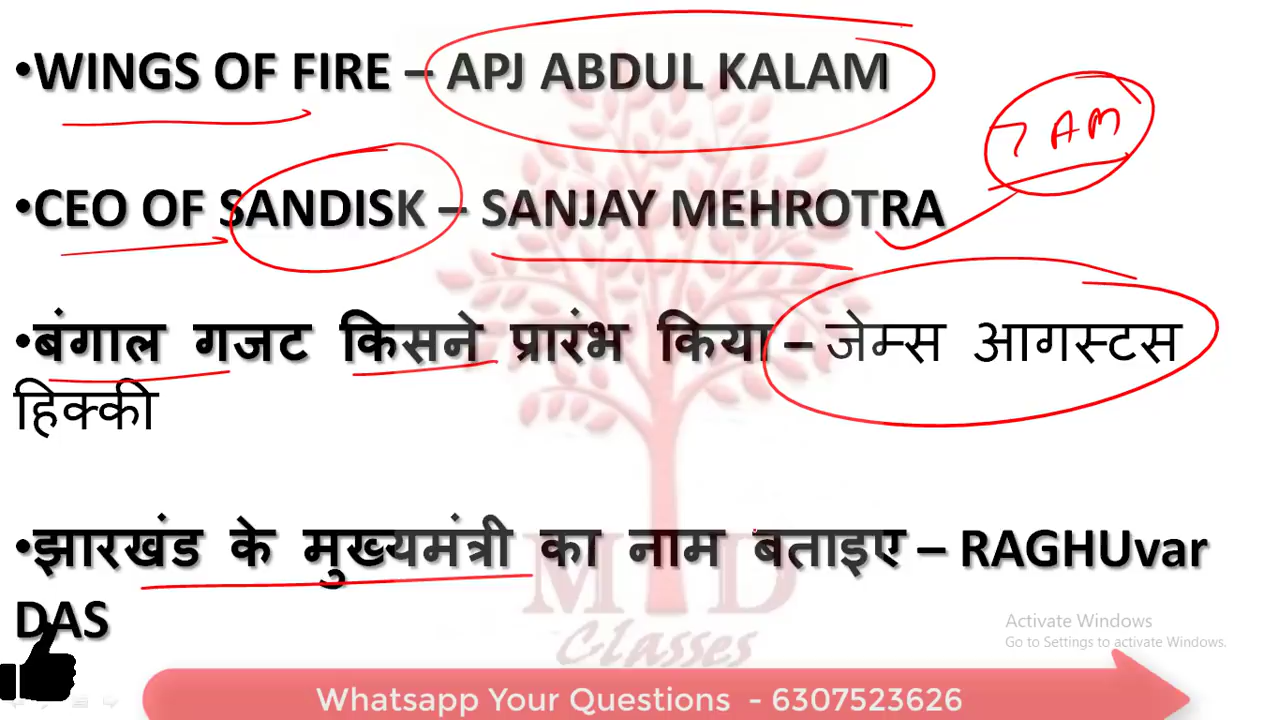 •WINGS OF FIRE – APJ ABDUL KALAM
7 AM
•CEO OF SANDISK – SANJAY MEHROTRA
•बंगाल गजट किसने प्रारंभ किया – जेम्स आगस्टस
हिक्की
•झारखंड के मुख्यमंत्री का नाम बताइए – RAGHUvar
DAS
MD
Classes
Activate Windows
Go to Settings to activate Windows.
Whatsapp Your Questions - 6307523626